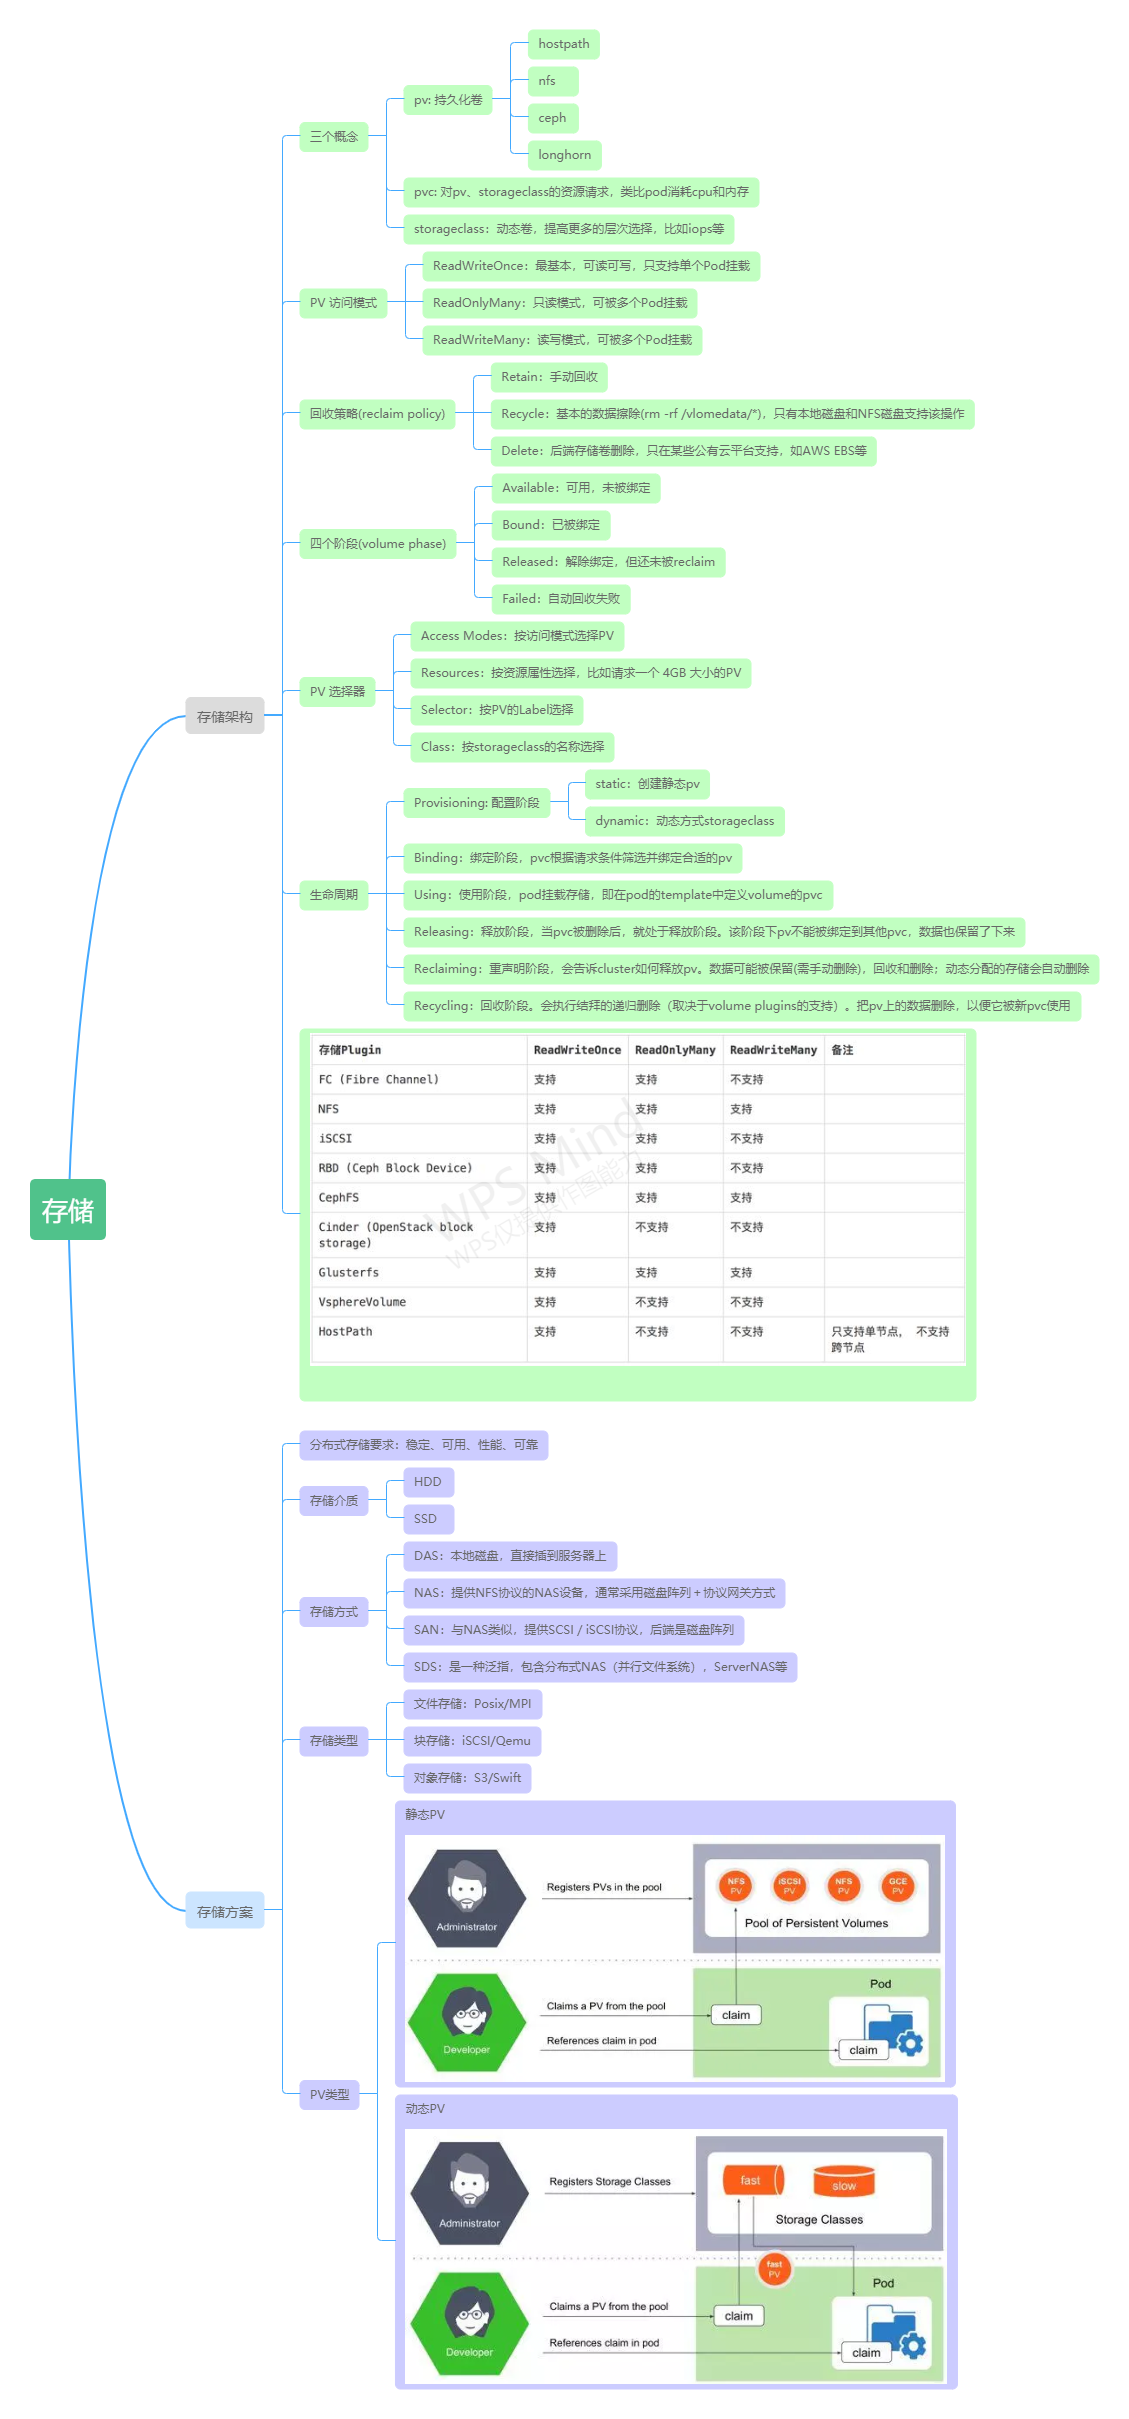 存储
存储架构
三个概念
pv: 持久化卷
hostpath
nfs
ceph
longhorn
pvc: 对pv、storageclass的资源请求，类比pod消耗cpu和内存
storageclass：动态卷，提高更多的层次选择，比如iops等
PV 访问模式
ReadWriteOnce：最基本，可读可写，只支持单个Pod挂载
ReadOnlyMany：只读模式，可被多个Pod挂载
ReadWriteMany：读写模式，可被多个Pod挂载
回收策略(reclaim policy)
Retain：手动回收
Recycle：基本的数据擦除(rm -rf /vlomedata/*)，只有本地磁盘和NFS磁盘支持该操作
Delete：后端存储卷删除，只在某些公有云平台支持，如AWS EBS等
四个阶段(volume phase)
Available：可用，未被绑定
Bound：已被绑定
Released：解除绑定，但还未被reclaim
Failed：自动回收失败
PV 选择器
Access Modes：按访问模式选择PV
Resources：按资源属性选择，比如请求一个 4GB 大小的PV
Selector：按PV的Label选择
Class：按storageclass的名称选择
生命周期
Provisioning: 配置阶段
static：创建静态pv
dynamic：动态方式storageclass
Binding：绑定阶段，pvc根据请求条件筛选并绑定合适的pv
Using：使用阶段，pod挂载存储，即在pod的template中定义volume的pvc
Releasing：释放阶段，当pvc被删除后，就处于释放阶段。该阶段下pv不能被绑定到其他pvc，数据也保留了下来
Reclaiming：重声明阶段，会告诉cluster如何释放pv。数据可能被保留(需手动删除)，回收和删除；动态分配的存储会自动删除
Recycling：回收阶段。会执行结拜的递归删除（取决于volume plugins的支持）。把pv上的数据删除，以便它被新pvc使用
存储Plugin ReadWriteOnce ReadOnlyMany ReadWriteMany 备注
FC (Fibre Channel) 支持 支持 不支持
NFS 支持 支持 支持
iSCSI 支持 支持 不支持
RBD (Ceph Block Device) 支持 支持 不支持
CephFS 支持 支持 支持
Cinder (OpenStack block 支持 不支持 不支持
storage)
Glusterfs 支持 支持 支持
VsphereVolume 支持 不支持 不支持
HostPath 支持 不支持 不支持 只支持单节点， 不支持
跨节点
WPS Mind
WPS仅提供作图能力
存储方案
分布式存储要求：稳定、可用、性能、可靠
存储介质
HDD
SSD
存储方式
DAS：本地磁盘，直接插到服务器上
NAS：提供NFS协议的NAS设备，通常采用磁盘阵列＋协议网关方式
SAN：与NAS类似，提供SCSI / iSCSI协议，后端是磁盘阵列
SDS：是一种泛指，包含分布式NAS（并行文件系统），ServerNAS等
存储类型
文件存储：Posix/MPI
块存储：iSCSI/Qemu
对象存储：S3/Swift
PV类型
静态PV
Administrator
Registers PVs in the pool
NFS PV
iSCSI PV
NFS PV
GCE PV
Pool of Persistent Volumes
Developer
Claims a PV from the pool
References claim in pod
claim
Pod
claim
动态PV
Administrator
Registers Storage Classes
fast
slow
Storage Classes
fast PV
Developer
Claims a PV from the pool
References claim in pod
claim
Pod
claim